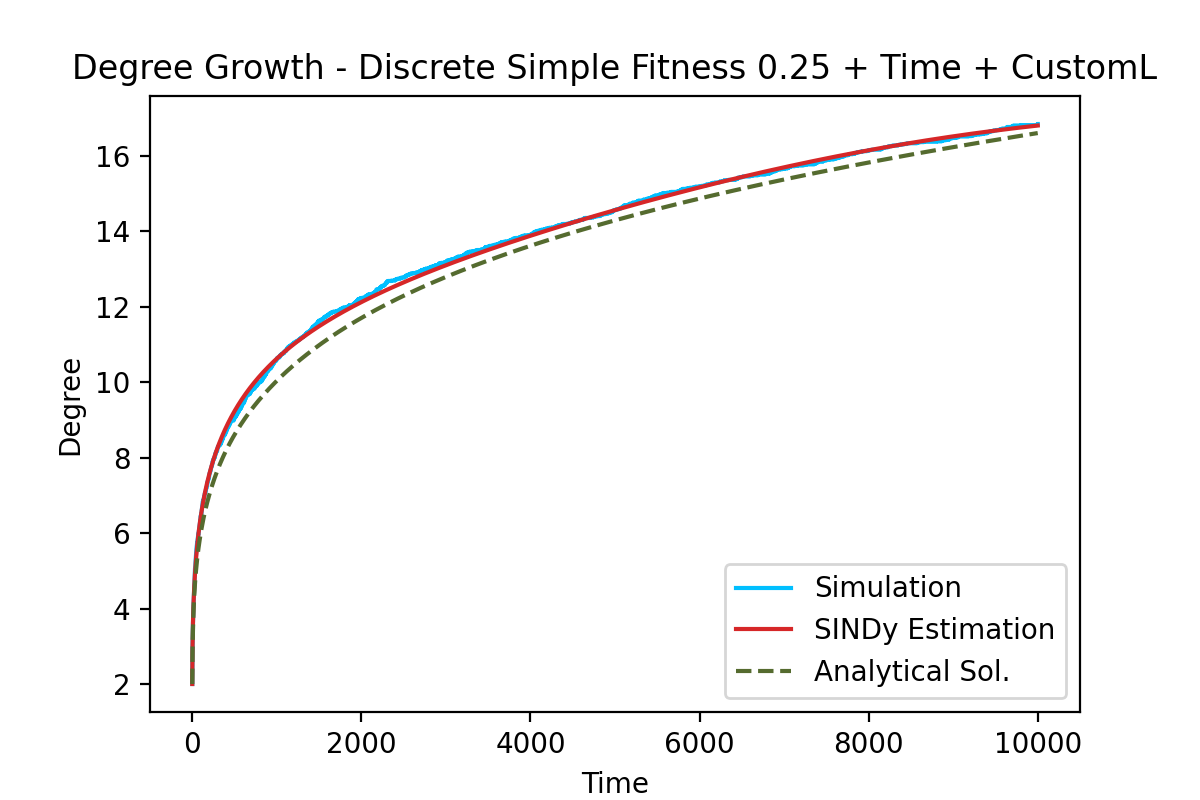 Degree Growth - Discrete Simple Fitness 0.25 + Time + CustomL
16
14
12
10
8
6
4
2
Degree
Simulation
SINDy Estimation
Analytical Sol.
0 2000 4000 6000 8000 10000
Time